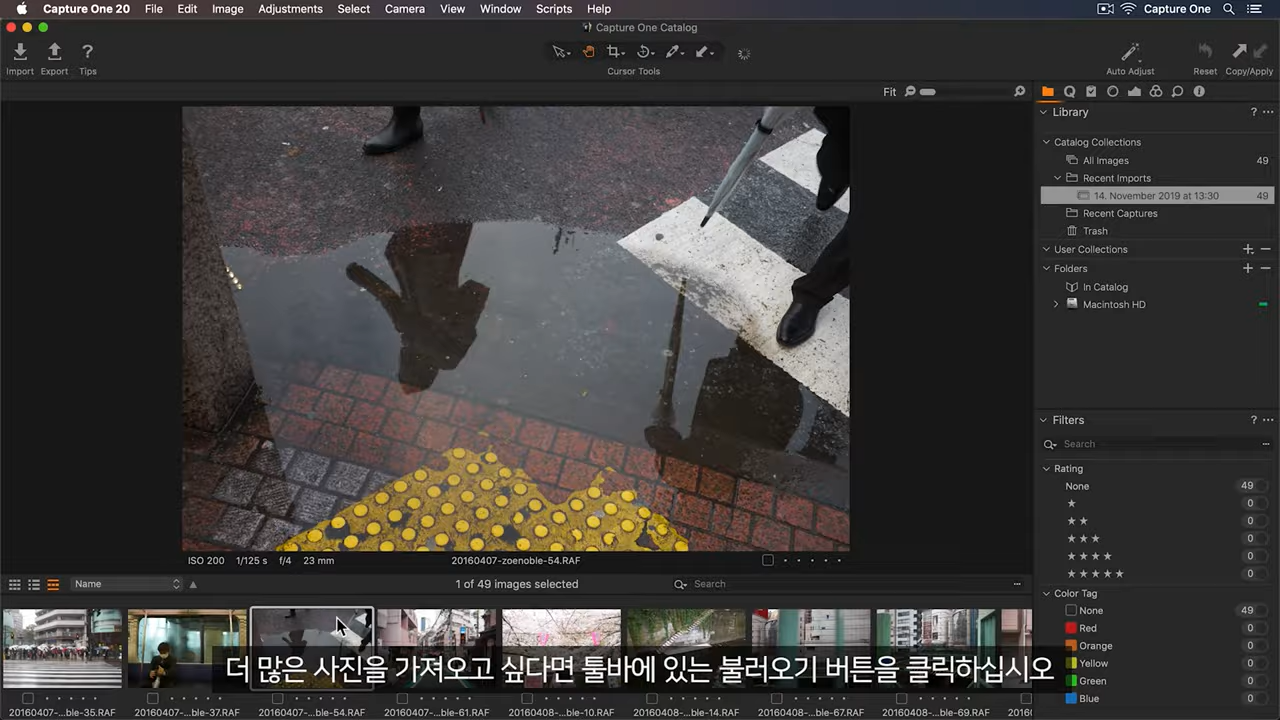 Capture One 20 File Edit Image Adjustments Select Camera View Window Scripts Help Capture One
Capture One Catalog
Import Export Tips Cursor Tools Auto Adjust Reset Copy/Apply
Fit
Library ? ...
Catalog Collections
All Images 49
Recent Imports
14. November 2019 at 13:30 49
Recent Captures
Trash
User Collections
Folders
In Catalog
Macintosh HD
Filters ? ...
Search
Rating
None 49
★ 0
★★ 0
★★★ 0
★★★★ 0
★★★★★ 0
Color Tag
None 49
Red 0
Orange 0
Yellow 0
Green 0
Blue 0
ISO 200 1/125 s f/4 23 mm 20160407-zoenoble-54.RAF
Name 1 of 49 images selected Search
더 많은 사진을 가져오고 싶다면 툴바에 있는 불러오기 버튼을 클릭하십시오
20160407-...ble-35.RAF 20160407-...ble-37.RAF 20160407-...ble-54.RAF 20160407-...ble-61.RAF 20160408-...ble-10.RAF 20160408-...ble-14.RAF 20160408-...ble-67.RAF 20160408-...ble-69.RAF 20160